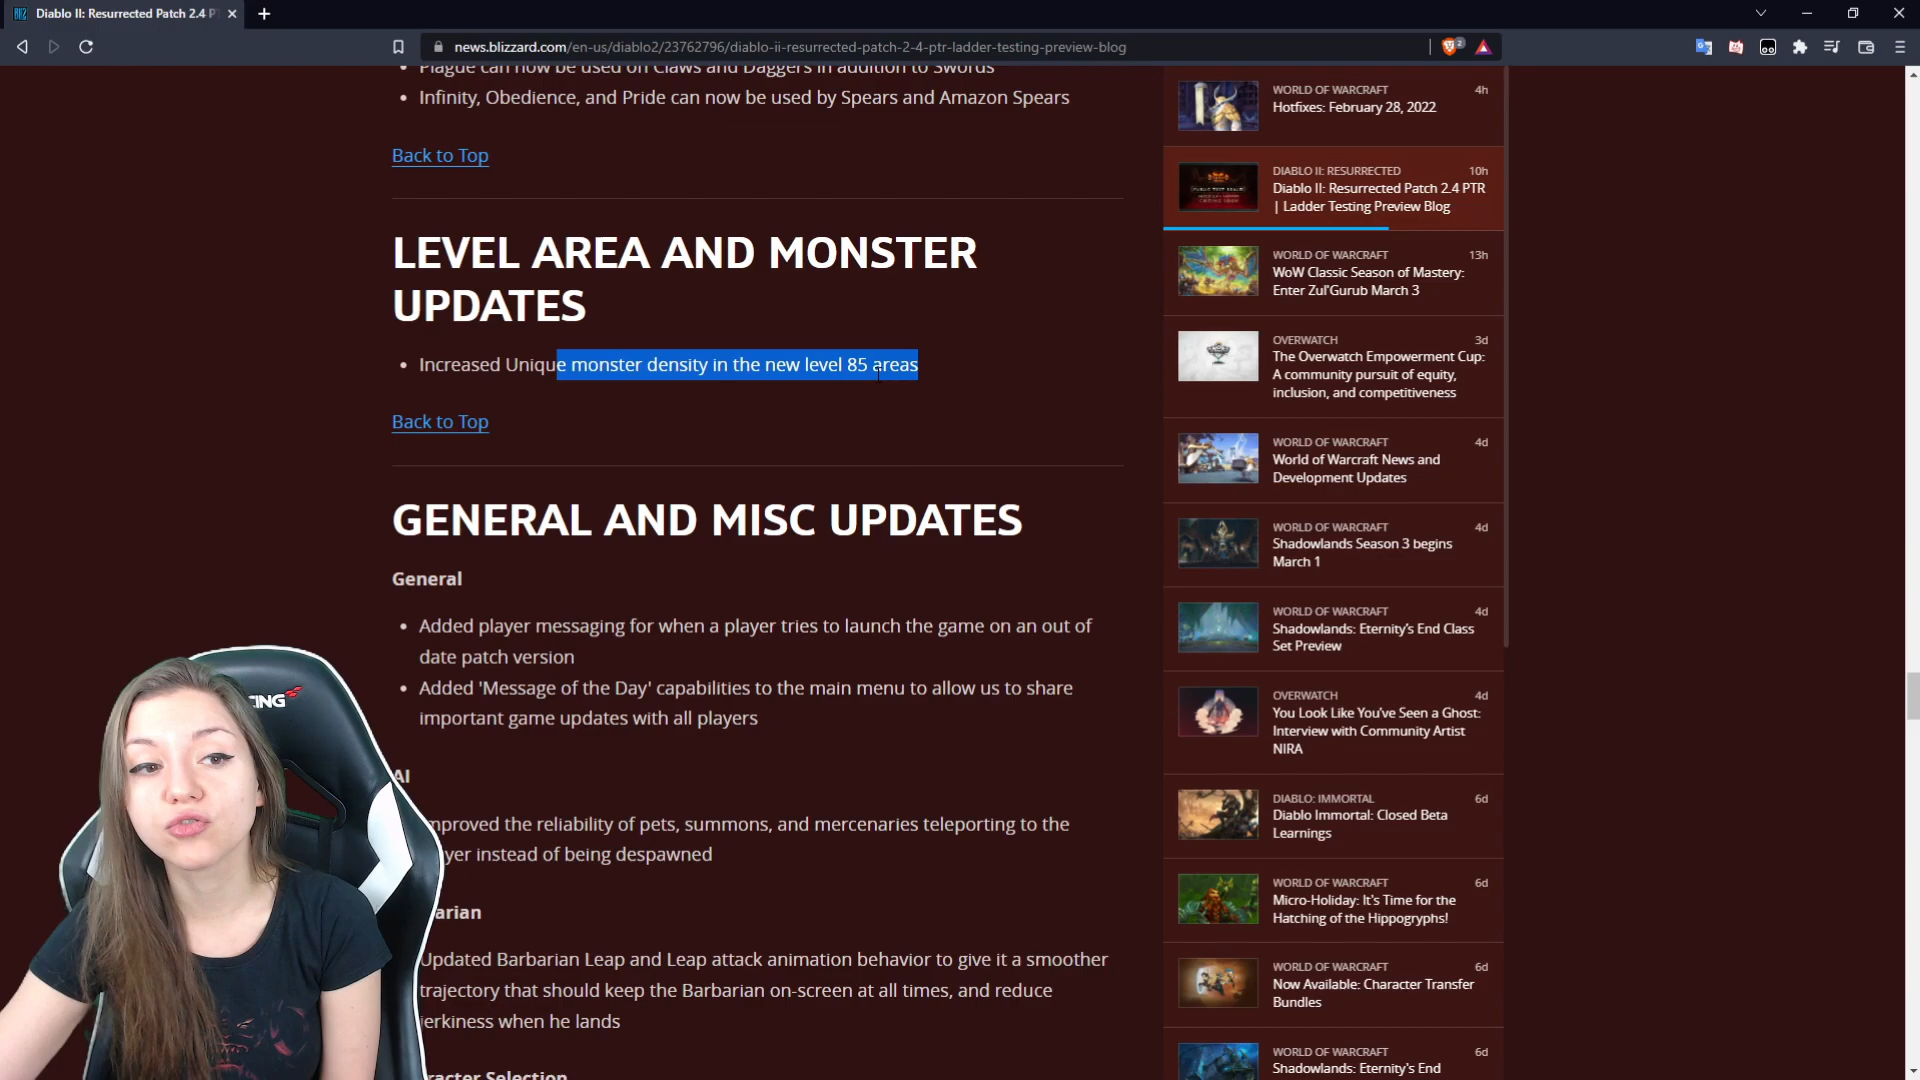 Diablo II: Resurrected Patch 2.4 P
news.blizzard.com/en-us/diablo2/23762796/diablo-ii-resurrected-patch-2-4-ptr-ladder-testing-preview-blog
Plague can now be used on Claws and Daggers in addition to Swords
Infinity, Obedience, and Pride can now be used by Spears and Amazon Spears
Back to Top
LEVEL AREA AND MONSTER
UPDATES
Increased Unique monster density in the new level 85 areas
Back to Top
GENERAL AND MISC UPDATES
General
Added player messaging for when a player tries to launch the game on an out of
date patch version
Added 'Message of the Day' capabilities to the main menu to allow us to share
important game updates with all players
AI
mproved the reliability of pets, summons, and mercenaries teleporting to the
yer instead of being despawned
arian
Updated Barbarian Leap and Leap attack animation behavior to give it a smoother
trajectory that should keep the Barbarian on-screen at all times, and reduce
jerkiness when he lands
racter Selection
WORLD OF WARCRAFT 4h
Hotfixes: February 28, 2022
DIABLO II: RESURRECTED 10h
Diablo II: Resurrected Patch 2.4 PTR
| Ladder Testing Preview Blog
WORLD OF WARCRAFT 13h
WoW Classic Season of Mastery:
Enter Zul'Gurub March 3
OVERWATCH 3d
The Overwatch Empowerment Cup:
A community pursuit of equity,
inclusion, and competitiveness
WORLD OF WARCRAFT 4d
World of Warcraft News and
Development Updates
WORLD OF WARCRAFT 4d
Shadowlands Season 3 begins
March 1
WORLD OF WARCRAFT 4d
Shadowlands: Eternity's End Class
Set Preview
OVERWATCH 4d
You Look Like You've Seen a Ghost:
Interview with Community Artist
NIRA
DIABLO: IMMORTAL 6d
Diablo Immortal: Closed Beta
Learnings
WORLD OF WARCRAFT 6d
Micro-Holiday: It's Time for the
Hatching of the Hippogryphs!
WORLD OF WARCRAFT 6d
Now Available: Character Transfer
Bundles
WORLD OF WARCRAFT 6d
Shadowlands: Eternity's End
CING